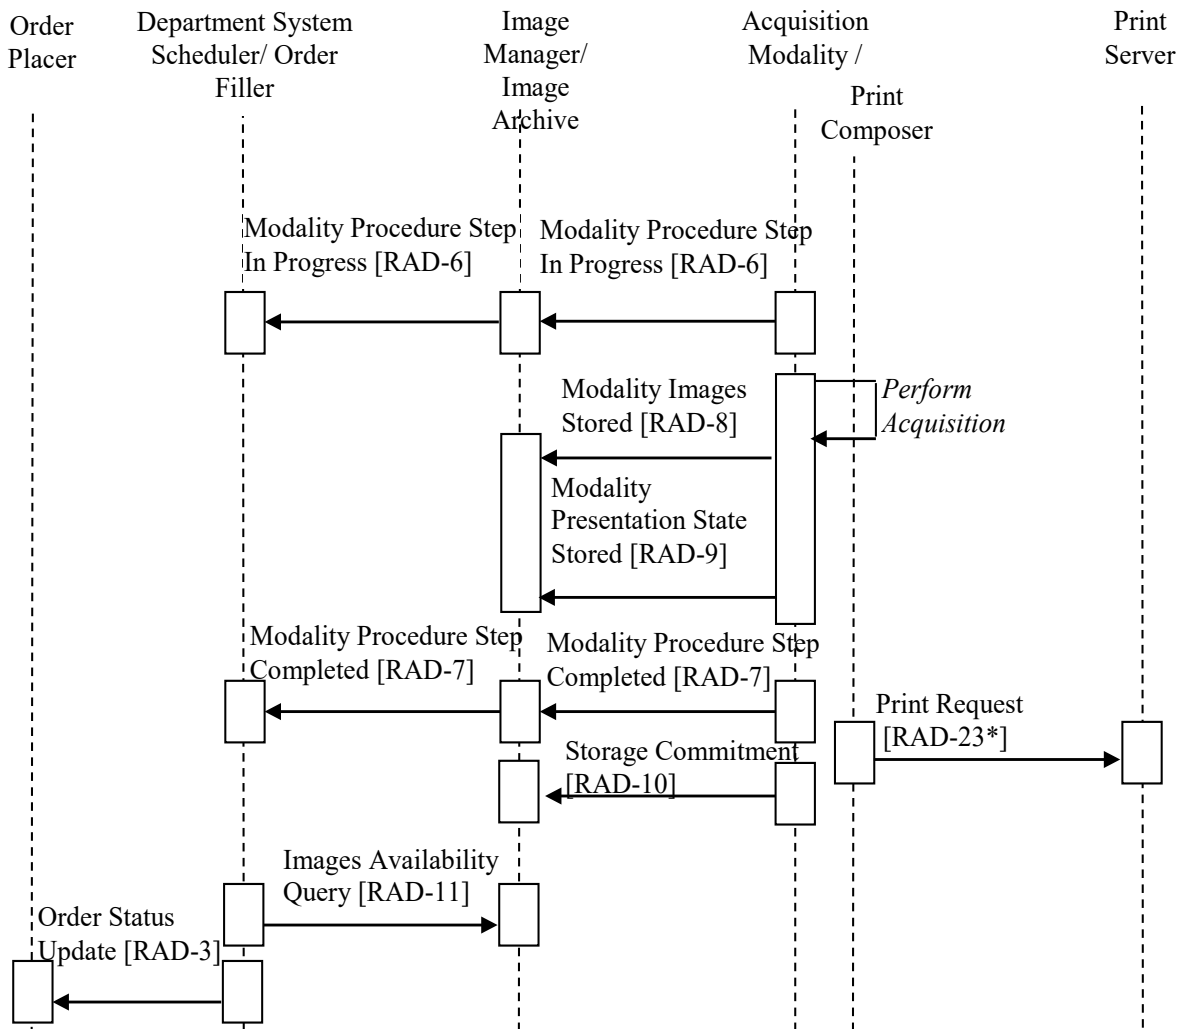 Order
Placer
Department System
Scheduler/ Order
Filler
Image
Manager/
Image
Archive
Acquisition
Modality /
Print
Composer
Print
Server
Modality Procedure Step
In Progress [RAD-6]
Modality Procedure Step
In Progress [RAD-6]
Modality Images
Stored [RAD-8]
Perform
Acquisition
Modality
Presentation State
Stored [RAD-9]
Modality Procedure Step
Completed [RAD-7]
Modality Procedure Step
Completed [RAD-7]
Print Request
[RAD-23*]
Storage Commitment
[RAD-10]
Images Availability
Query [RAD-11]
Order Status
Update [RAD-3]